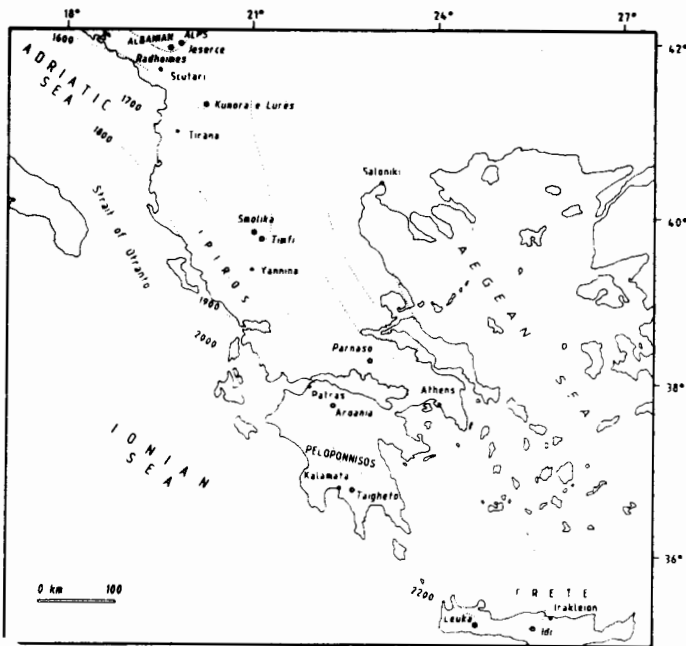 18° 21° 24° 27°
1600
ALBANIAN ALPS
Jeserce
Radhoimes
Scutari
42°
ADRIATIC
SEA
1700
Kunora e Lures
1800
Tirana
Saloniki
Strait of Otranto
40°
Smolika
Timfi
IPIROS
Yannina
AEGEAN SEA
1900
2000
Parnaso
38°
Patras
Athens
Aroania
IONIAN
SEA
PELOPONNISOS
Kalamata
Taigheto
36°
0 km 100
2200
Irakleion
Leuka
Idi